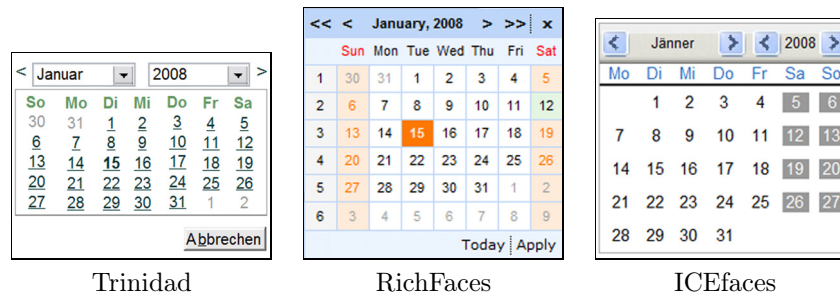 < Januar 2008 >
So Mo Di Mi Do Fr Sa
30 31 1 2 3 4 5
6 7 8 9 10 11 12
13 14 15 16 17 18 19
20 21 22 23 24 25 26
27 28 29 30 31 1 2
Abbrechen
Trinidad
<< < January, 2008 > >> x
Sun Mon Tue Wed Thu Fri Sat
1 30 31 1 2 3 4 5
2 6 7 8 9 10 11 12
3 13 14 15 16 17 18 19
4 20 21 22 23 24 25 26
5 27 28 29 30 31 1 2
6 3 4 5 6 7 8 9
Today Apply
RichFaces
Jänner 2008
Mo Di Mi Do Fr Sa So
1 2 3 4 5 6
7 8 9 10 11 12 13
14 15 16 17 18 19 20
21 22 23 24 25 26 27
28 29 30 31
ICEfaces